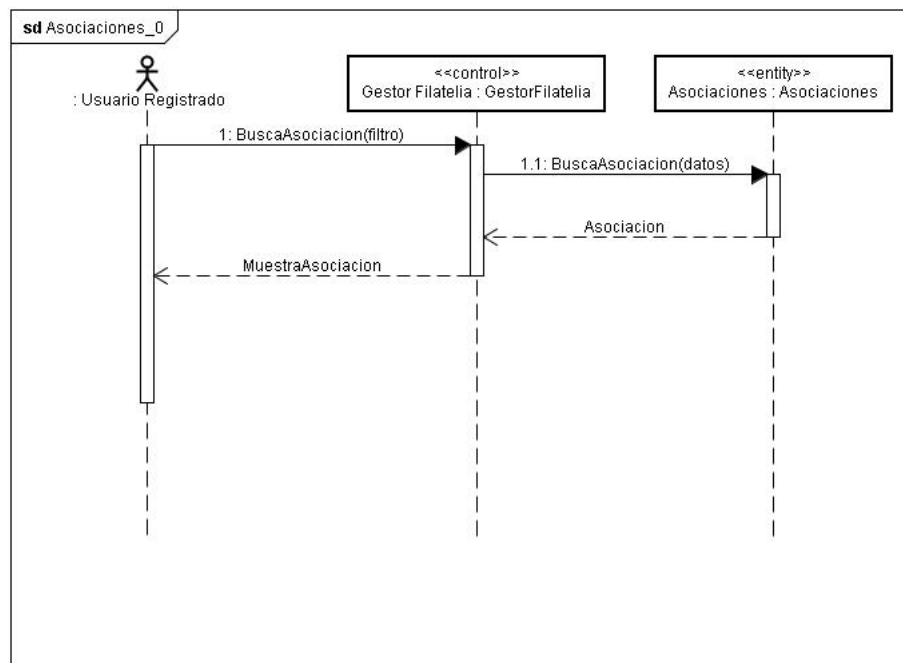 sd Asociaciones_0
<<control>>
Gestor Filatelia : GestorFilatelia
<<entity>>
Asociaciones : Asociaciones
: Usuario Registrado
1: BuscaAsociacion(filtro)
1.1: BuscaAsociacion(datos)
Asociacion
MuestraAsociacion